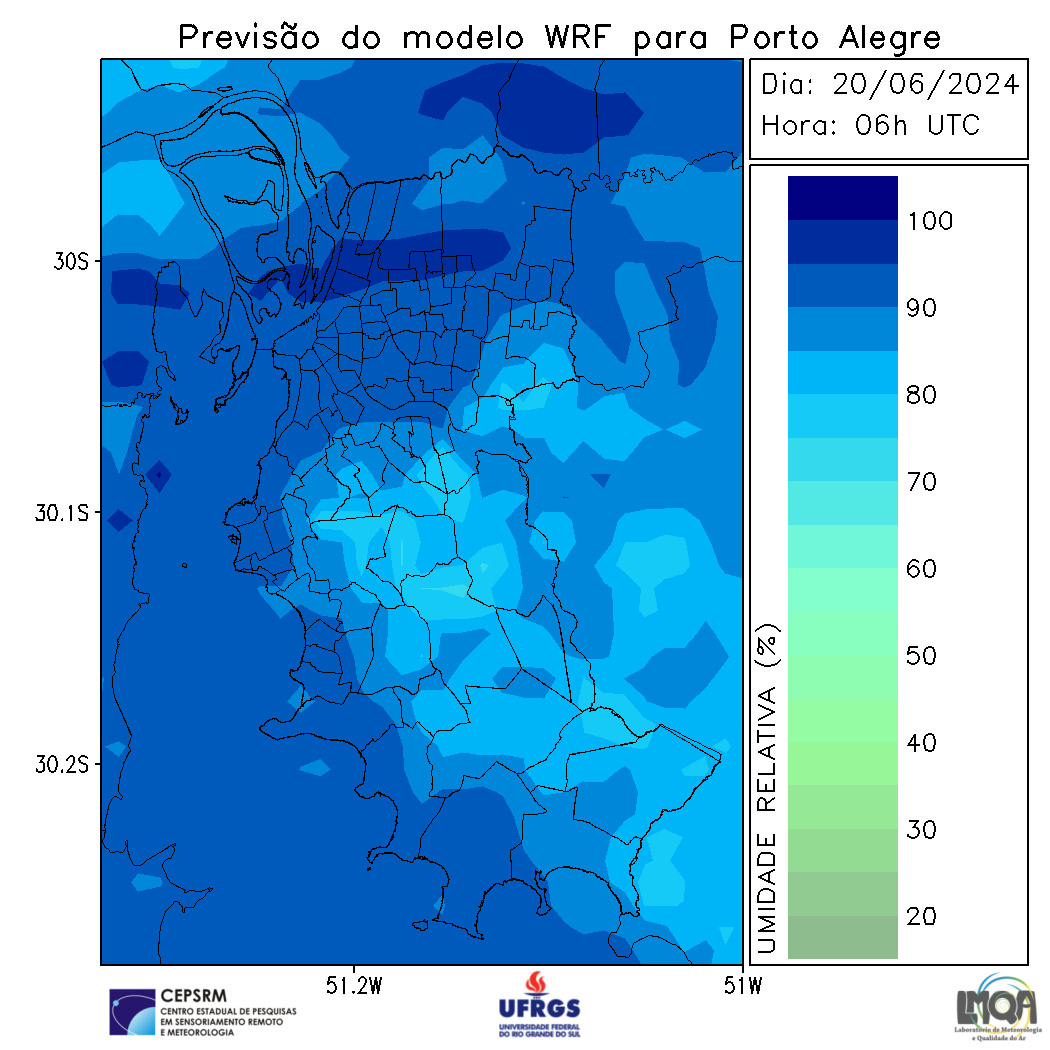 Previsão do modelo WRF para Porto Alegre
Dia: 20/06/2024
Hora: 06h UTC
100
90
80
70
60
50
40
30
20
UMIDADE RELATIVA (%)
30S
30.1S
30.2S
51.2W
51W
CEPSRM
CENTRO ESTADUAL DE PESQUISAS
EM SENSORIAMENTO REMOTO
E METEOROLOGIA
UFRGS
UNIVERSIDADE FEDERAL
DO RIO GRANDE DO SUL
LMQA
Laboratório de Meteorologia
e Qualidade do Ar